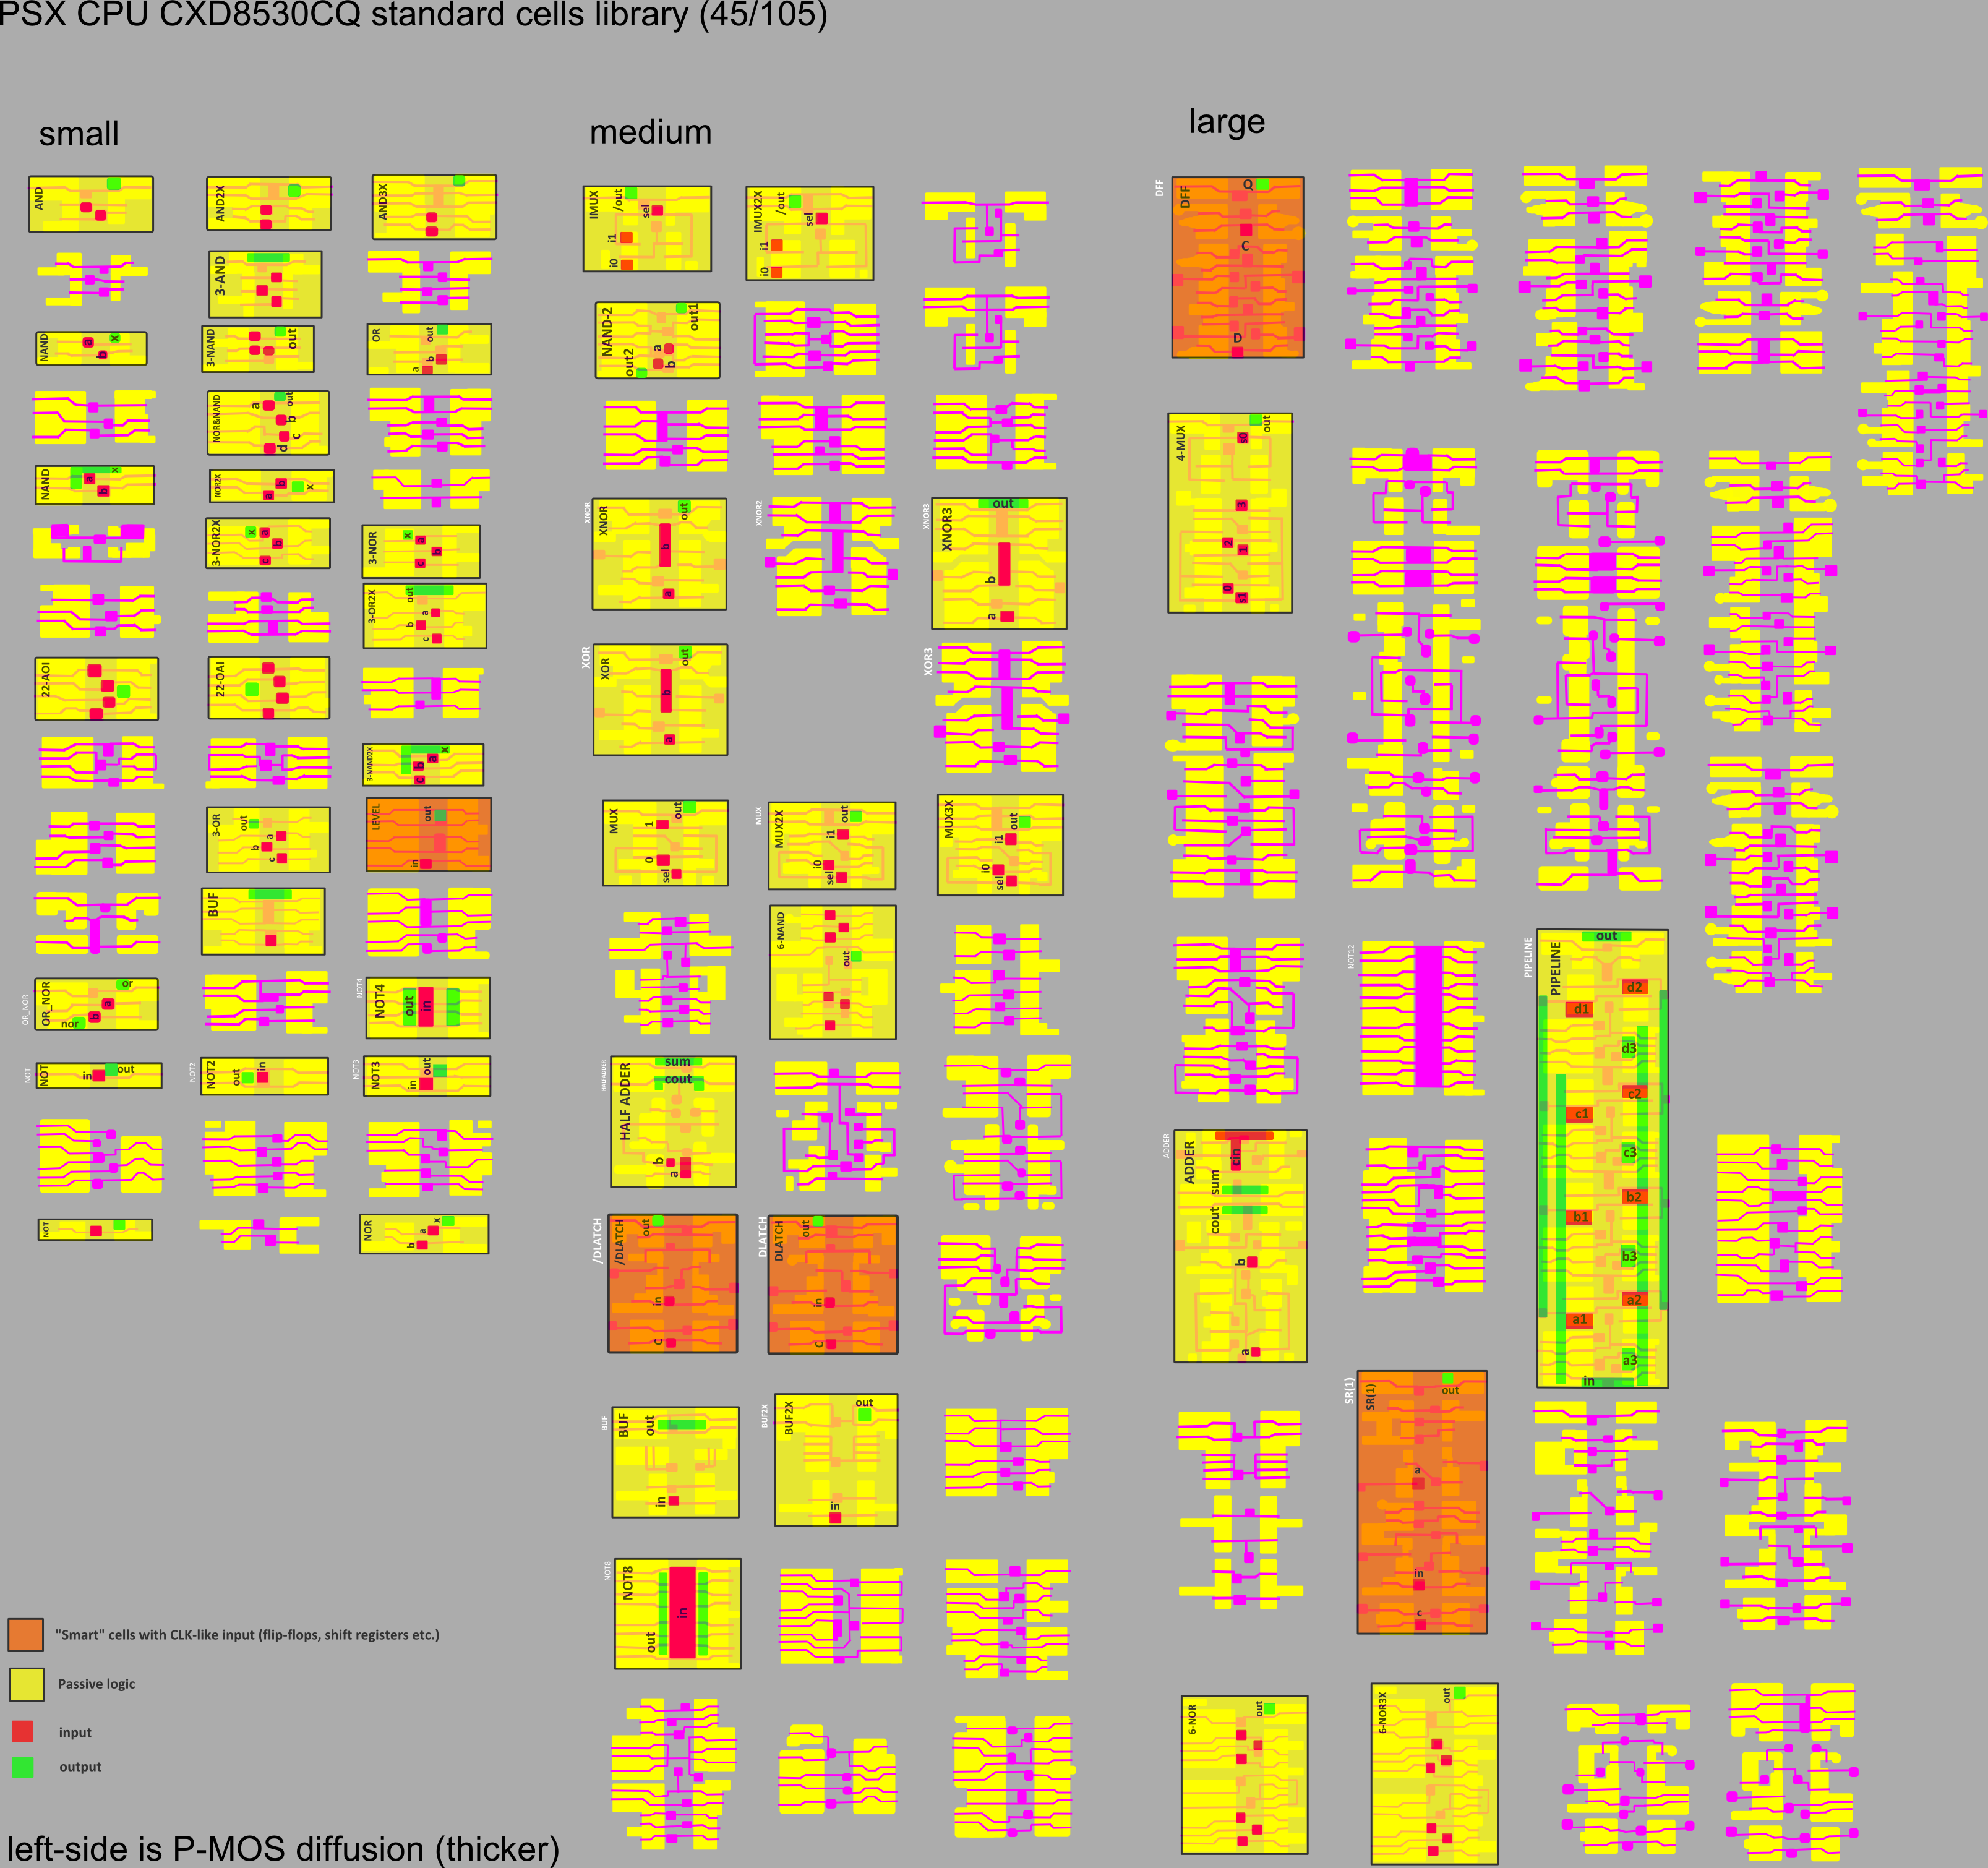 PSX CPU CXD8530CQ standard cells library (45/105)
small
medium
large
AND
AND2X
AND3X
3-AND
NAND
a
b
x
3-NAND
out
OR
out
a
b
NOR&NAND
a
out
b
c
d
NAND
a
b
x
NOR2X
a
b
x
3-NOR2X
x
a
b
c
3-NOR
x
a
b
c
3-OR2X
out
a
b
c
22-AOI
22-OAI
3-NAND2X
x
a
b
c
3-OR
out
a
b
c
LEVEL
out
in
BUF
OR_NOR
OR_NOR
or
a
b
nor
NOT4
NOT4
out
in
NOT
NOT
in
out
NOT2
NOT2
out
in
NOT3
NOT3
in
out
NOT
NOR
x
a
b
IMUX
/out
sel
i1
i0
IMUX2X
/out
sel
i1
i0
NAND-2
out1
out2
a
b
XNOR
XNOR
out
b
a
XNOR2
XNOR3
XNOR3
out
b
a
XOR
XOR
out
b
a
XOR3
MUX
out
1
0
sel
MUX
MUX2X
out
i1
i0
sel
MUX3X
out
i1
i0
sel
6-NAND
out
HALFADDER
HALF ADDER
sum
cout
b
a
/DLATCH
/DLATCH
out
in
C
DLATCH
DLATCH
out
in
C
BUF
BUF
out
in
BUF2X
BUF2X
out
in
NOT8
NOT8
out
in
DFF
DFF
Q
C
D
4-MUX
out
s0
3
2
1
0
s1
NOT12
ADDER
ADDER
cin
sum
cout
b
a
PIPELINE
PIPELINE
out
d2
d1
d3
c2
c1
c3
b2
b1
b3
a2
a1
a3
in
SR(1)
SR(1)
out
a
in
c
6-NOR
out
6-NOR3X
out
"Smart" cells with CLK-like input (flip-flops, shift registers etc.)
Passive logic
input
output
left-side is P-MOS diffusion (thicker)